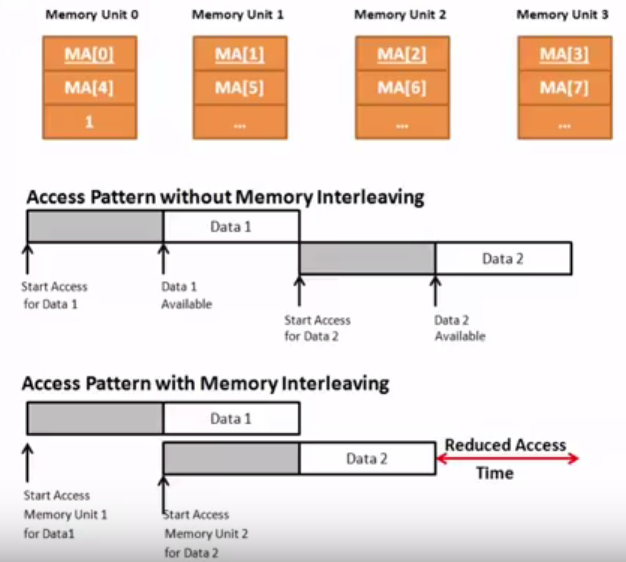 Memory Unit 0 Memory Unit 1 Memory Unit 2 Memory Unit 3
MA[0] MA[1] MA[2] MA[3]
MA[4] MA[5] MA[6] MA[7]
1 ... ... ...
Access Pattern without Memory Interleaving
Data 1
Data 2
Start Access
for Data 1
Data 1
Available
Start Access
for Data 2
Data 2
Available
Access Pattern with Memory Interleaving
Data 1
Data 2
Reduced Access
Time
Start Access
Memory Unit 1
for Data1
Start Access
Memory Unit 2
for Data 2